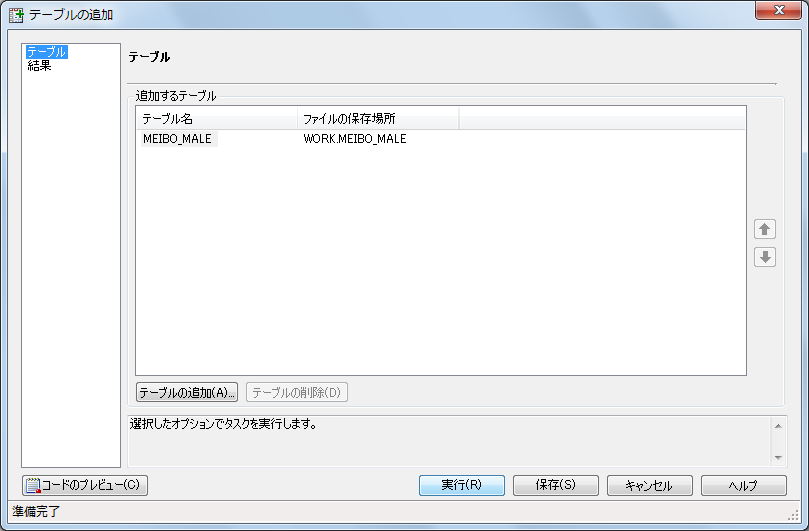 テーブルの追加
テーブル
結果
テーブル
追加するテーブル
テーブル名 ファイルの保存場所
MEIBO_MALE WORK.MEIBO_MALE
テーブルの追加(A)... テーブルの削除(D)
選択したオプションでタスクを実行します。
コードのプレビュー(C) 実行(R) 保存(S) キャンセル ヘルプ
準備完了